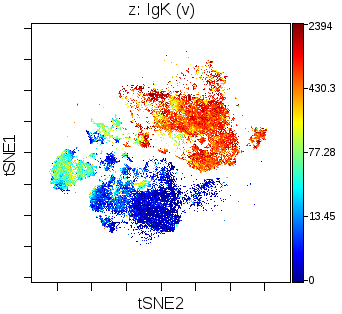 z: IgK (v)
2394
430.3
77.28
13.45
0
tSNE1
tSNE2